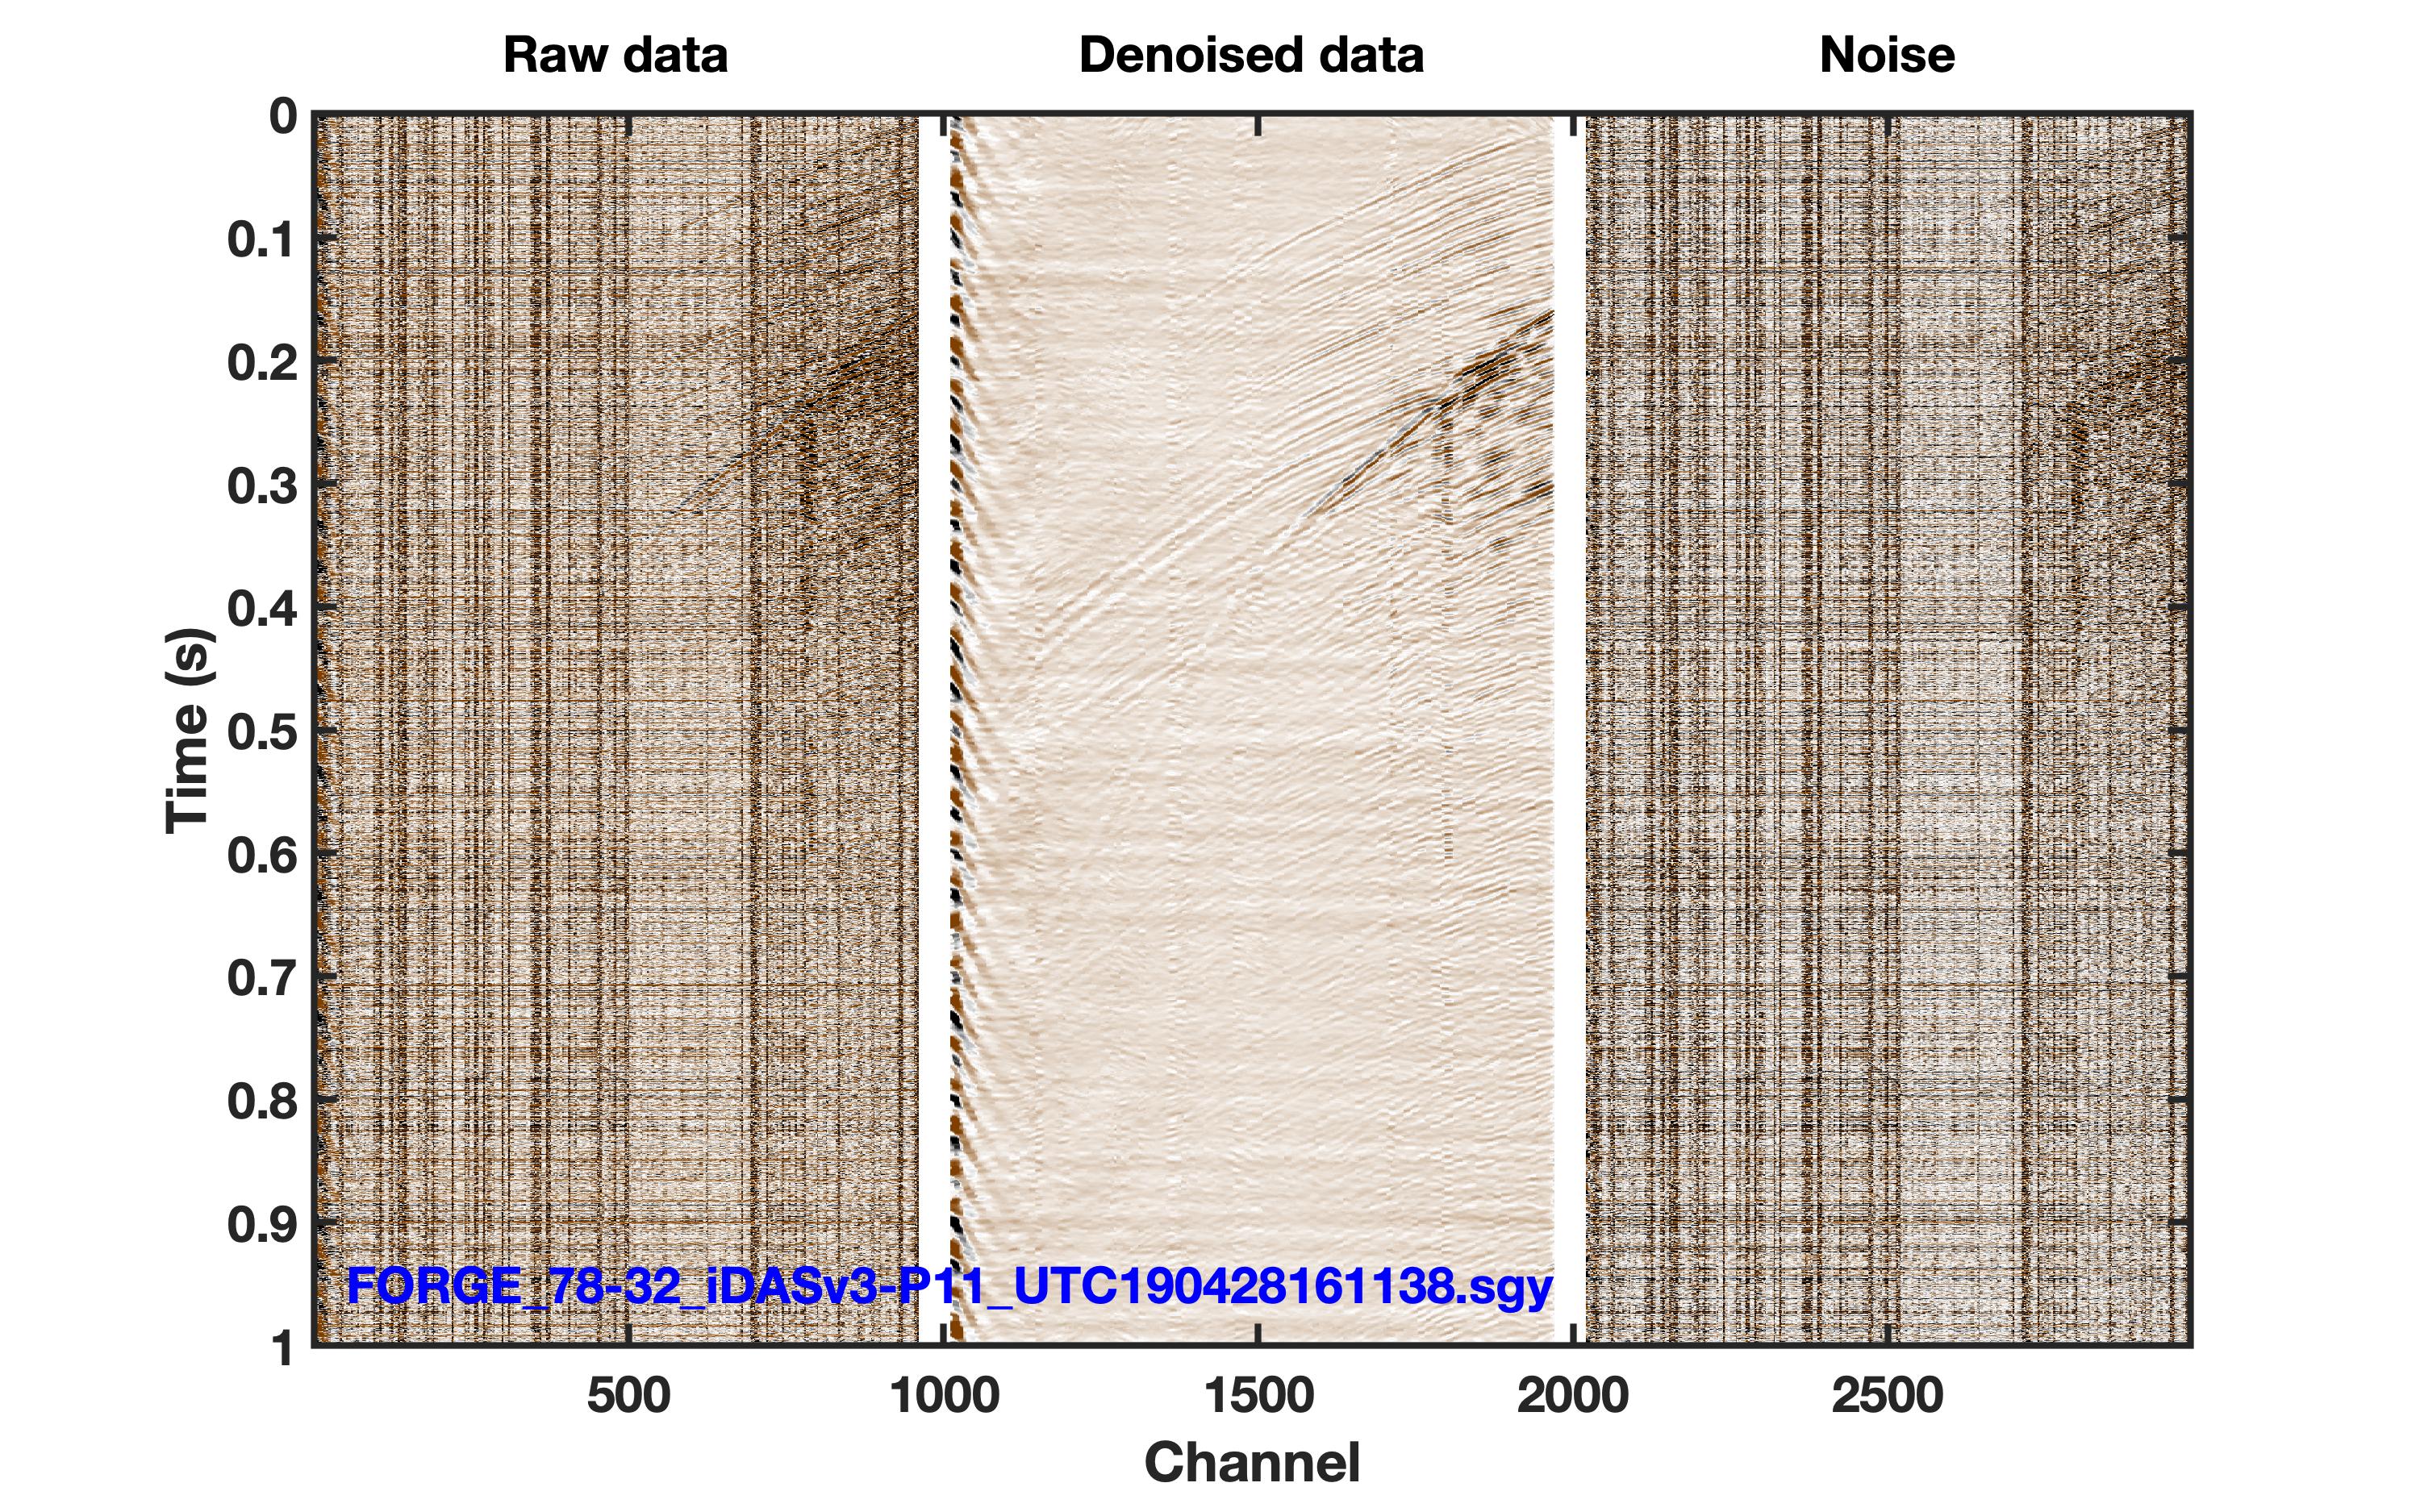 Raw data
Denoised data
Noise
0
0.1
0.2
0.3
0.4
0.5
0.6
0.7
0.8
0.9
1
Time (s)
FORGE_78-32_iDASv3-P11_UTC190428161138.sgy
500
1000
1500
2000
2500
Channel